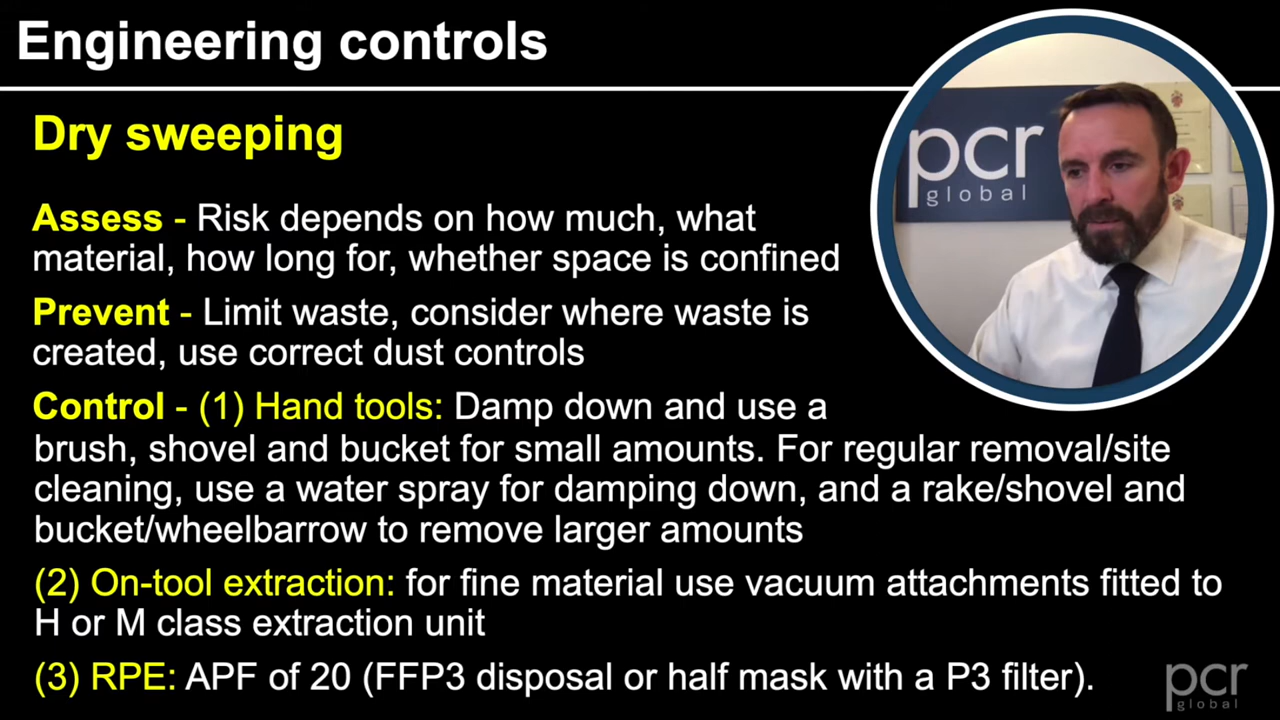 Engineering controls
Dry sweeping
Assess - Risk depends on how much, what
material, how long for, whether space is confined
Prevent - Limit waste, consider where waste is
created, use correct dust controls
Control - (1) Hand tools: Damp down and use a
brush, shovel and bucket for small amounts. For regular removal/site
cleaning, use a water spray for damping down, and a rake/shovel and
bucket/wheelbarrow to remove larger amounts
(2) On-tool extraction: for fine material use vacuum attachments fitted to
H or M class extraction unit
(3) RPE: APF of 20 (FFP3 disposal or half mask with a P3 filter).
pcr
global
pcr
global